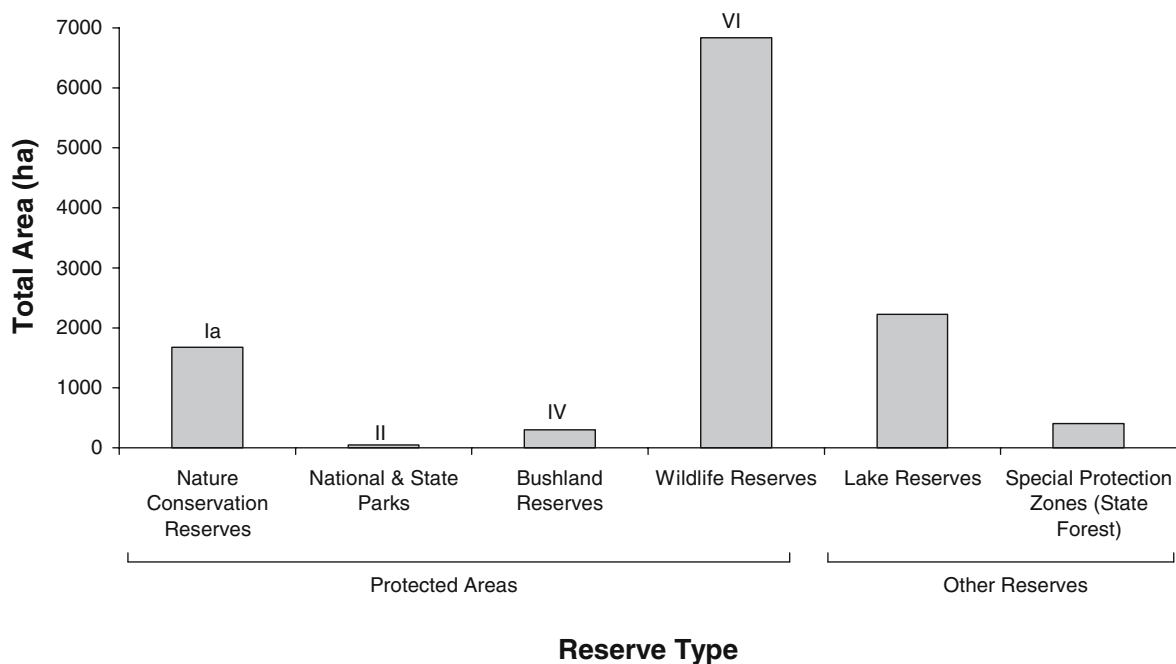 Total Area (ha)
7000
6000
5000
4000
3000
2000
1000
0
Ia
II
IV
VI
Nature
Conservation
Reserves
National & State
Parks
Bushland
Reserves
Wildlife Reserves
Lake Reserves
Special Protection
Zones (State
Forest)
Protected Areas
Other Reserves
Reserve Type